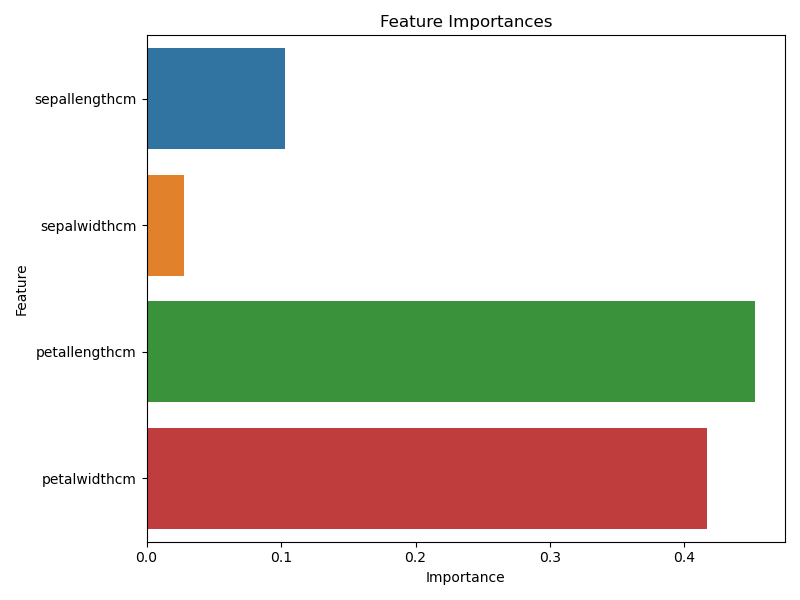 Feature Importances
Feature
sepallengthcm
sepalwidthcm
petallengthcm
petalwidthcm
0.0 0.1 0.2 0.3 0.4
Importance